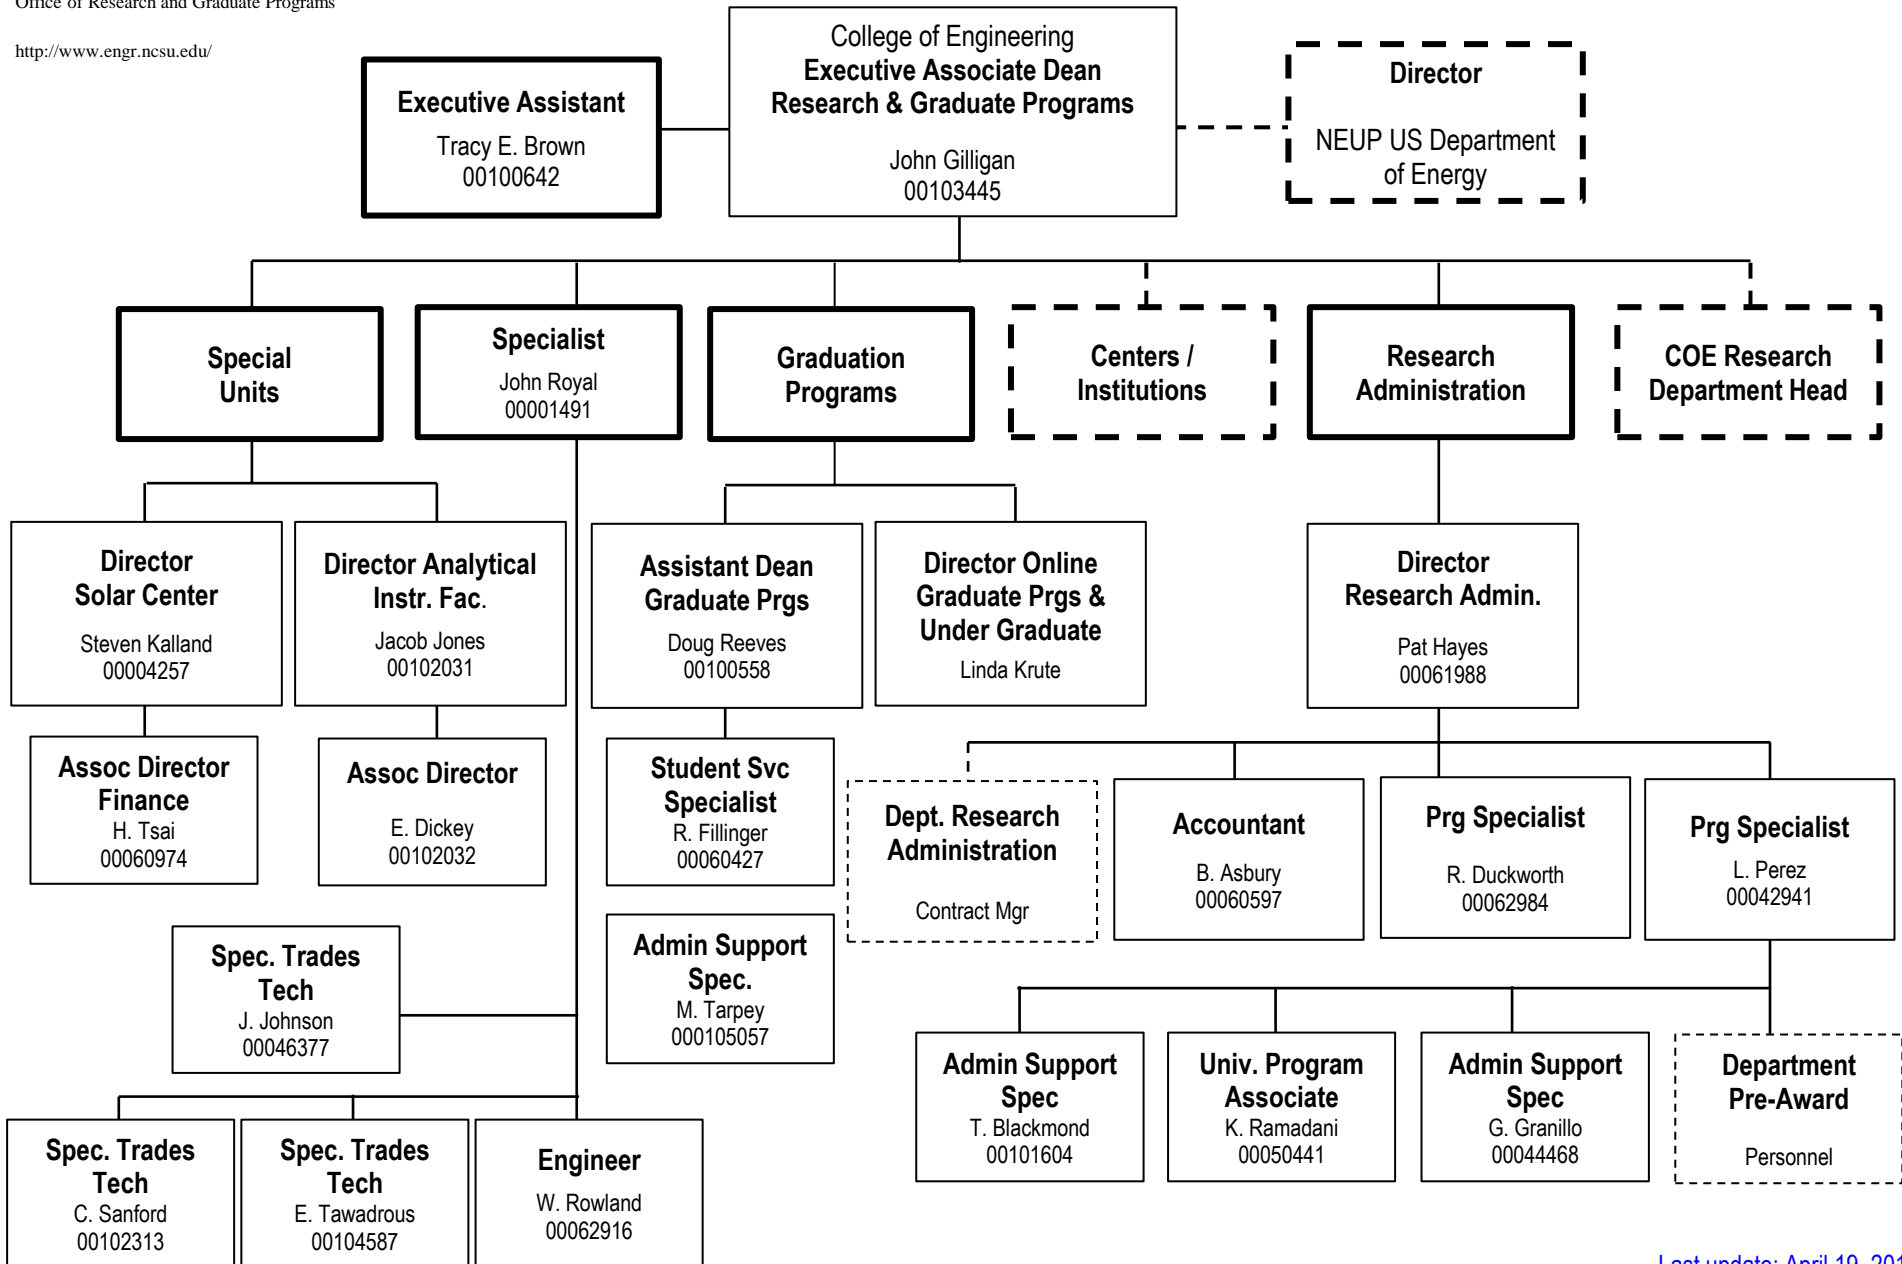 Office of Research and Graduate Programs
http://www.engr.ncsu.edu/
College of Engineering
Executive Associate Dean
Research & Graduate Programs
John Gilligan
00103445
Executive Assistant
Tracy E. Brown
00100642
Director
NEUP US Department
of Energy
Special
Units
Specialist
John Royal
00001491
Graduation
Programs
Centers /
Institutions
Research
Administration
COE Research
Department Head
Director
Solar Center
Steven Kalland
00004257
Director Analytical
Instr. Fac.
Jacob Jones
00102031
Assistant Dean
Graduate Prgs
Doug Reeves
00100558
Director Online
Graduate Prgs &
Under Graduate
Linda Krute
Director
Research Admin.
Pat Hayes
00061988
Assoc Director
Finance
H. Tsai
00060974
Assoc Director
E. Dickey
00102032
Student Svc
Specialist
R. Fillinger
00060427
Dept. Research
Administration
Contract Mgr
Accountant
B. Asbury
00060597
Prg Specialist
R. Duckworth
00062984
Prg Specialist
L. Perez
00042941
Spec. Trades
Tech
J. Johnson
00046377
Admin Support
Spec.
M. Tarpey
000105057
Admin Support
Spec
T. Blackmond
00101604
Univ. Program
Associate
K. Ramadani
00050441
Admin Support
Spec
G. Granillo
00044468
Department
Pre-Award
Personnel
Spec. Trades
Tech
C. Sanford
00102313
Spec. Trades
Tech
E. Tawadrous
00104587
Engineer
W. Rowland
00062916
Last update: April 19, 201